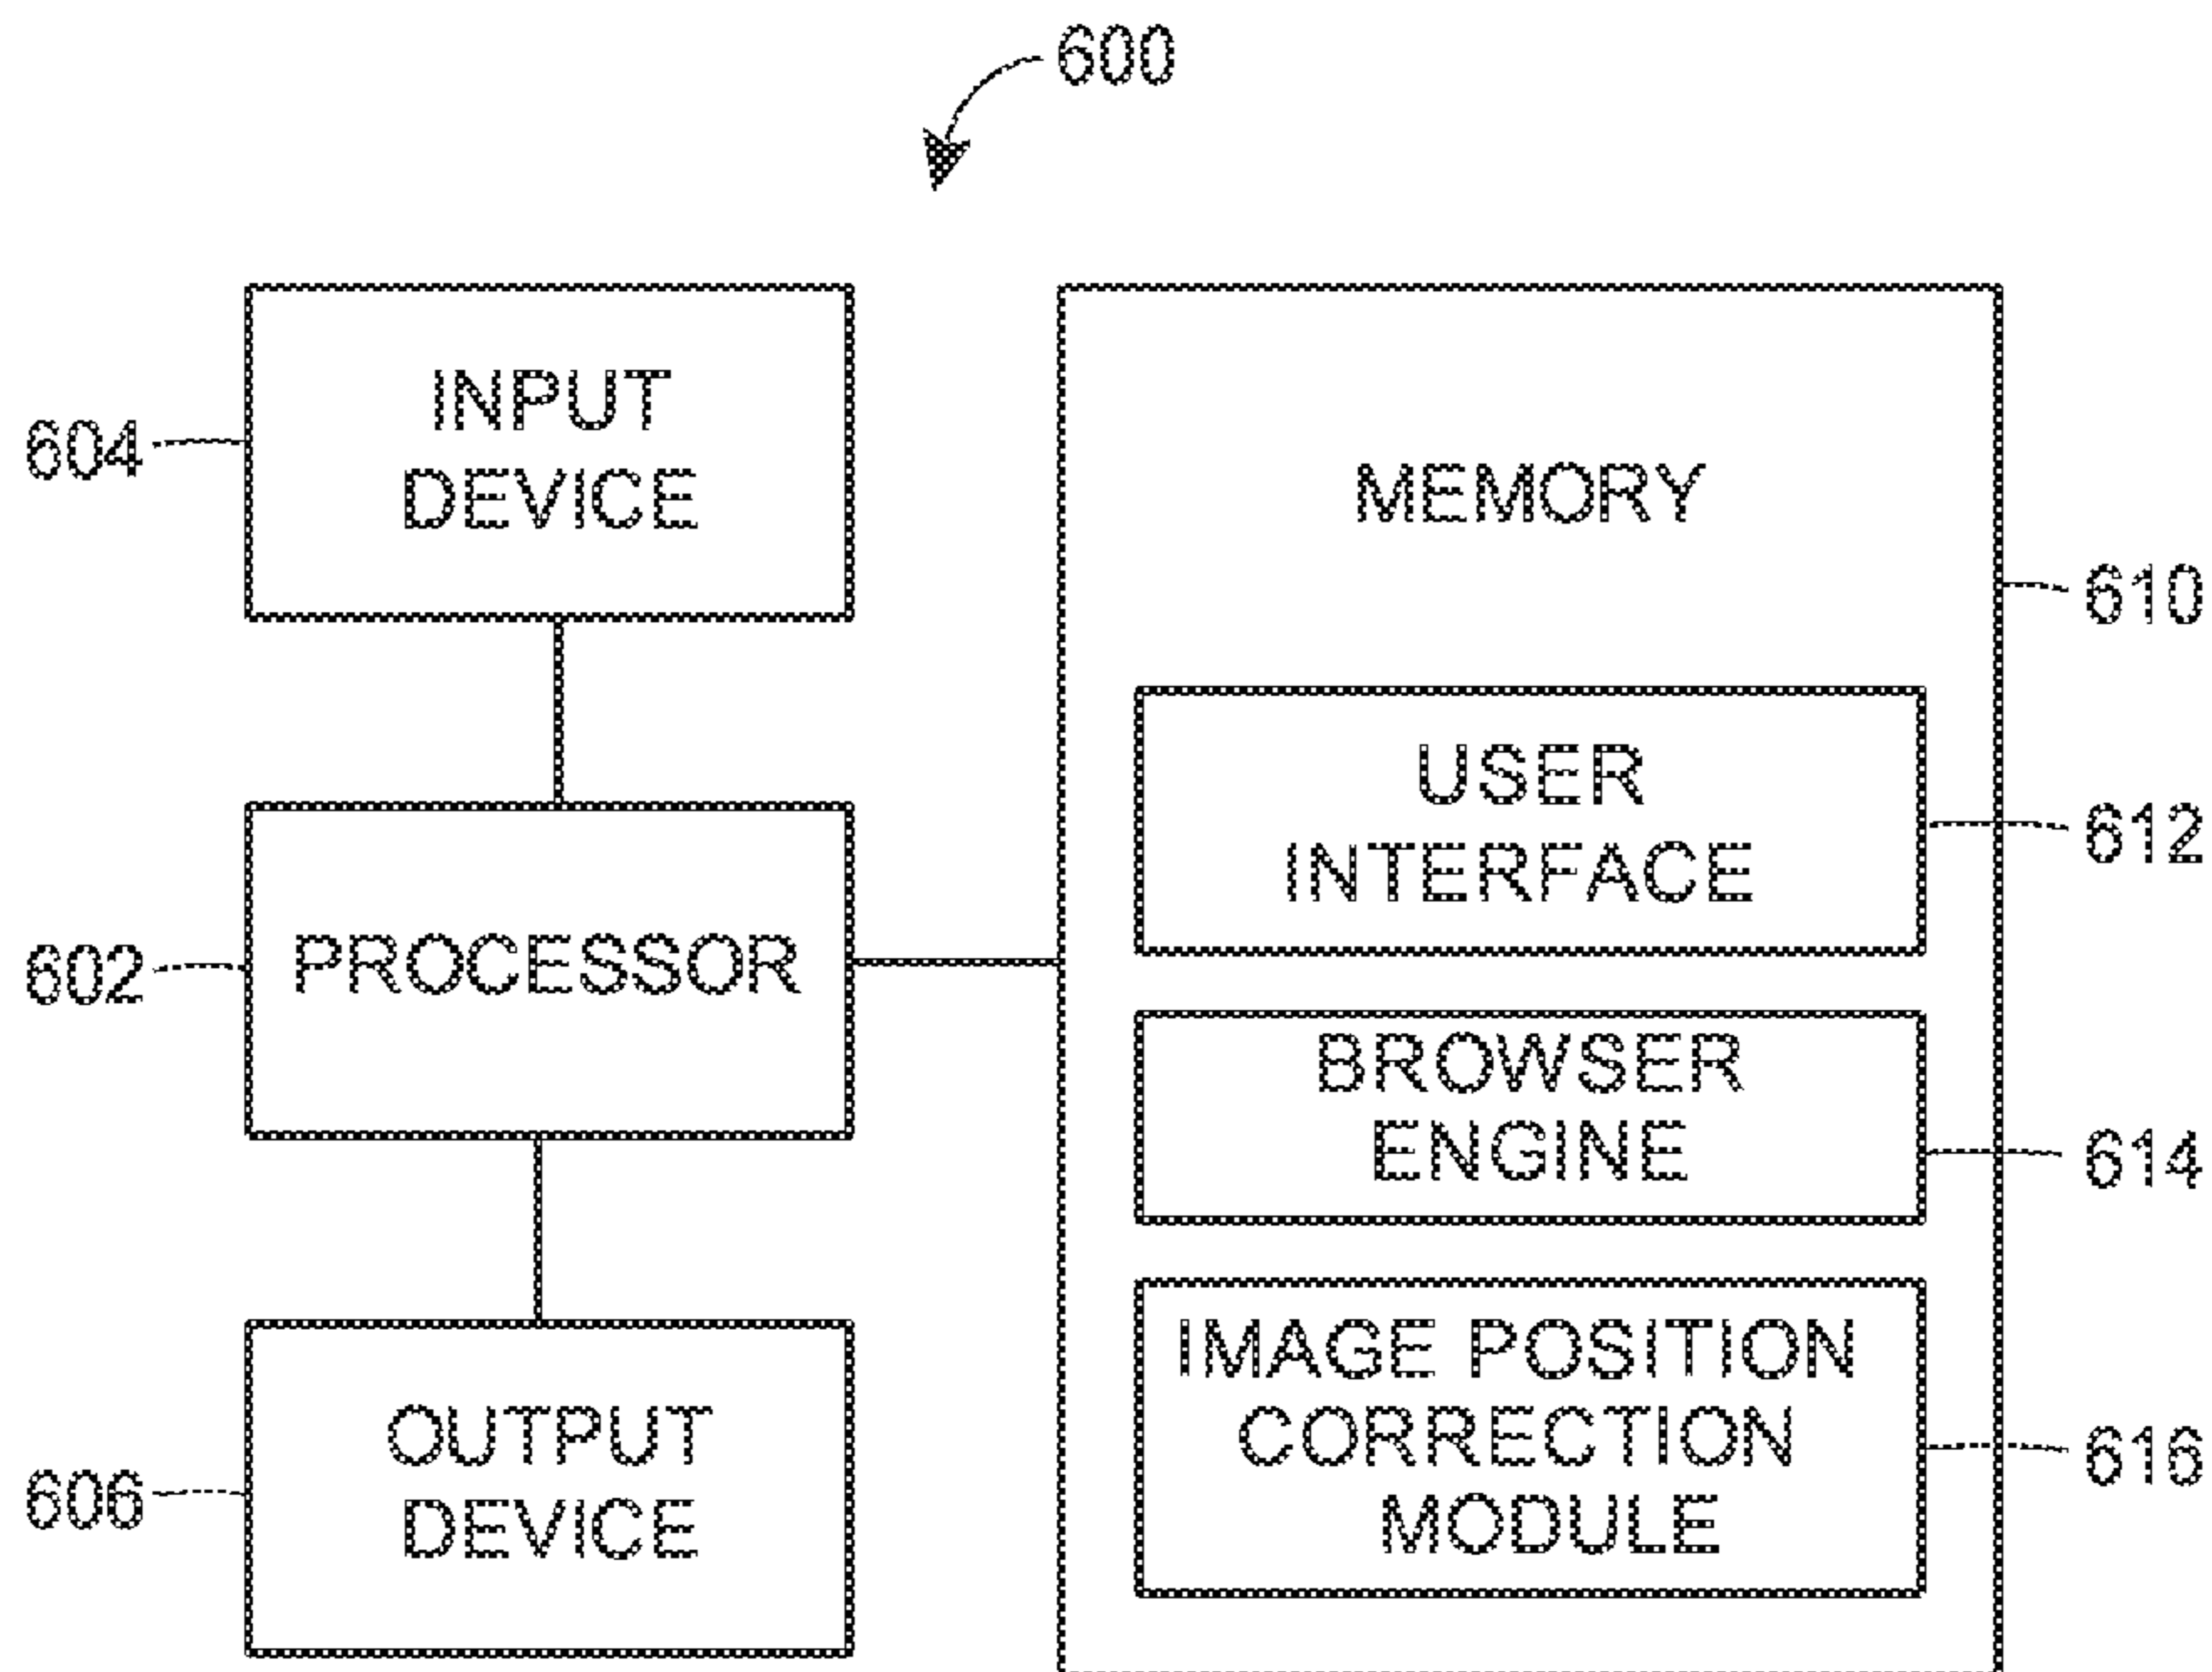 600
INPUT
DEVICE
604
MEMORY
610
USER
INTERFACE
612
PROCESSOR
602
BROWSER
ENGINE
614
IMAGE POSITION
CORRECTION
MODULE
616
OUTPUT
DEVICE
606